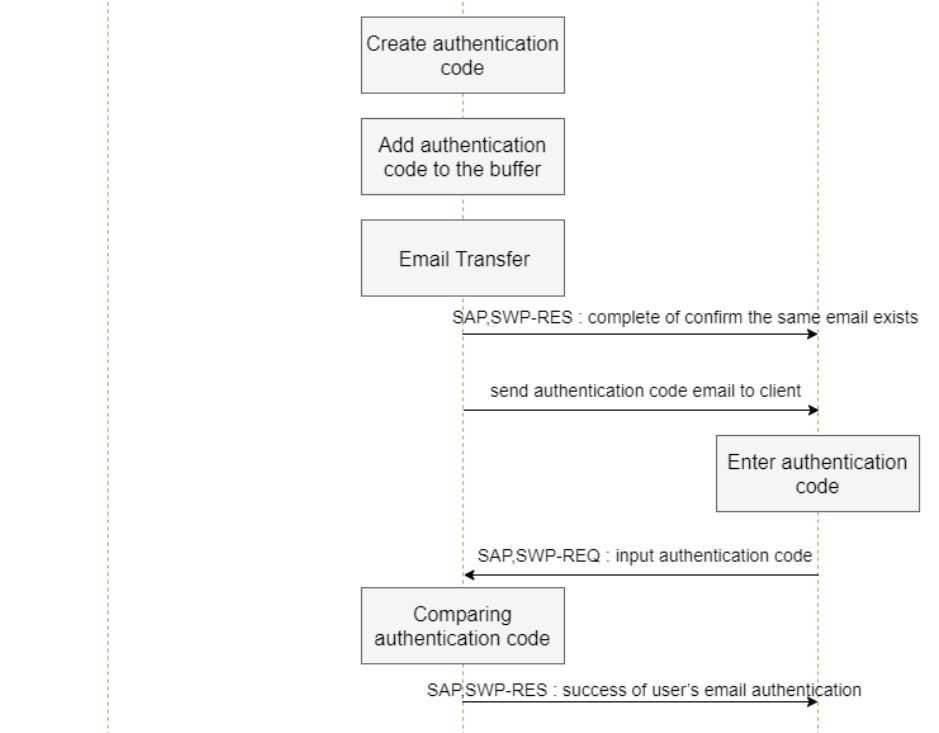 Create authentication
code
Add authentication
code to the buffer
Email Transfer
SAP,SWP-RES : complete of confirm the same email exists
send authentication code email to client
Enter authentication
code
SAP,SWP-REQ : input authentication code
Comparing
authentication code
SAP,SWP-RES : success of user's email authentication